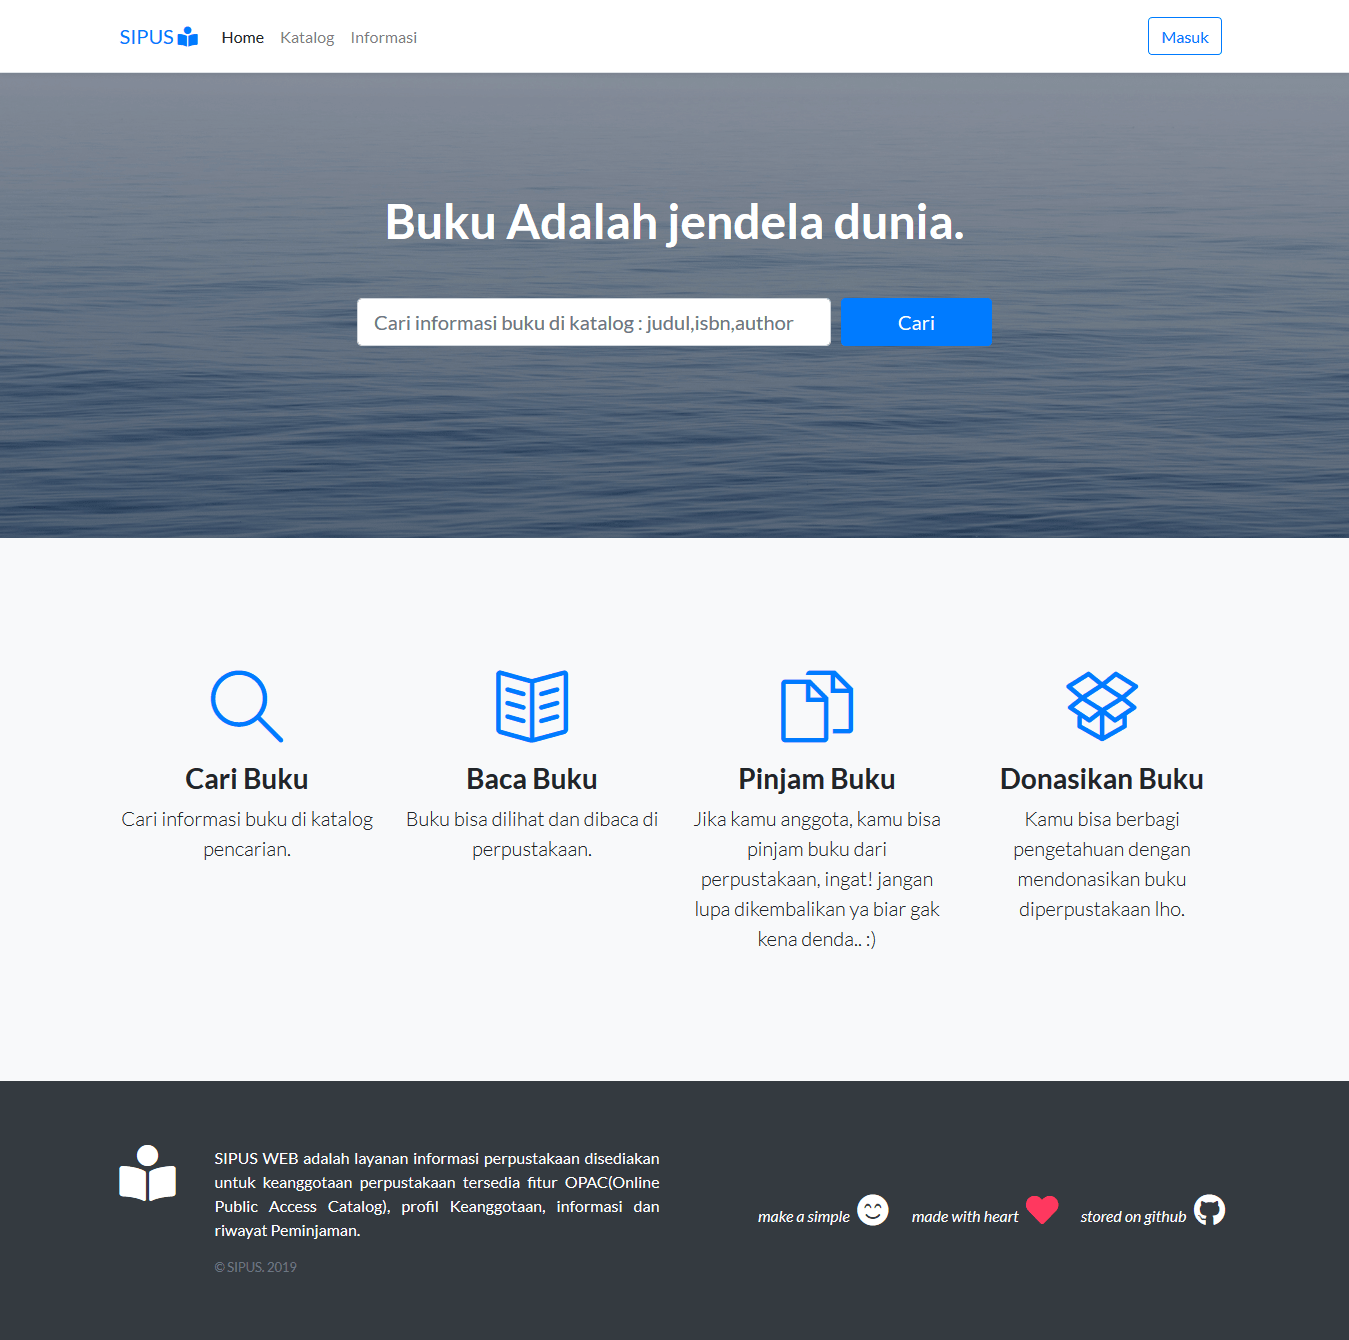 SIPUS
Home
Katalog
Informasi
Masuk
Buku Adalah jendela dunia.
Cari informasi buku di katalog : judul,isbn,author
Cari
Cari Buku
Cari informasi buku di katalog
pencarian.
Baca Buku
Buku bisa dilihat dan dibaca di
perpustakaan.
Pinjam Buku
Jika kamu anggota, kamu bisa
pinjam buku dari
perpustakaan, ingat! jangan
lupa dikembalikan ya biar gak
kena denda.. :)
Donasikan Buku
Kamu bisa berbagi
pengetahuan dengan
mendonasikan buku
diperpustakaan lho.
SIPUS WEB adalah layanan informasi perpustakaan disediakan
untuk keanggotaan perpustakaan tersedia fitur OPAC(Online
Public Access Catalog), profil Keanggotaan, informasi dan
riwayat Peminjaman.
© SIPUS. 2019
make a simple
made with heart
stored on github